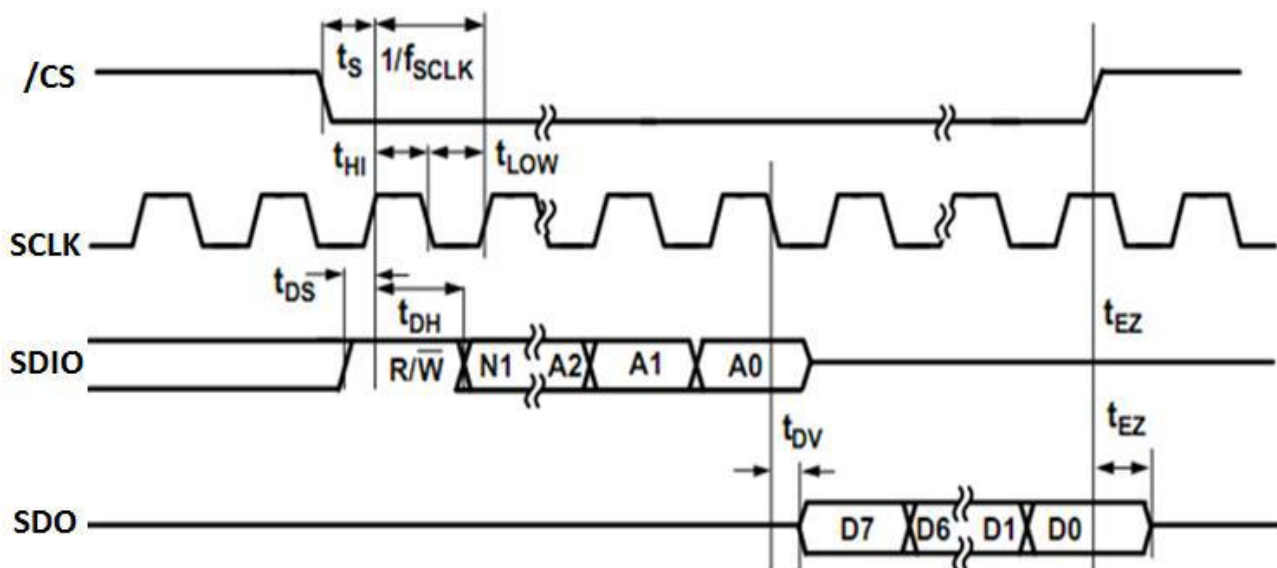 tS 1/fSCLK
/CS
tHI tLOW
SCLK
tDS
tDH tEZ
SDIO R/W̅ N1 A2 A1 A0
tDV tEZ
SDO D7 D6 D1 D0